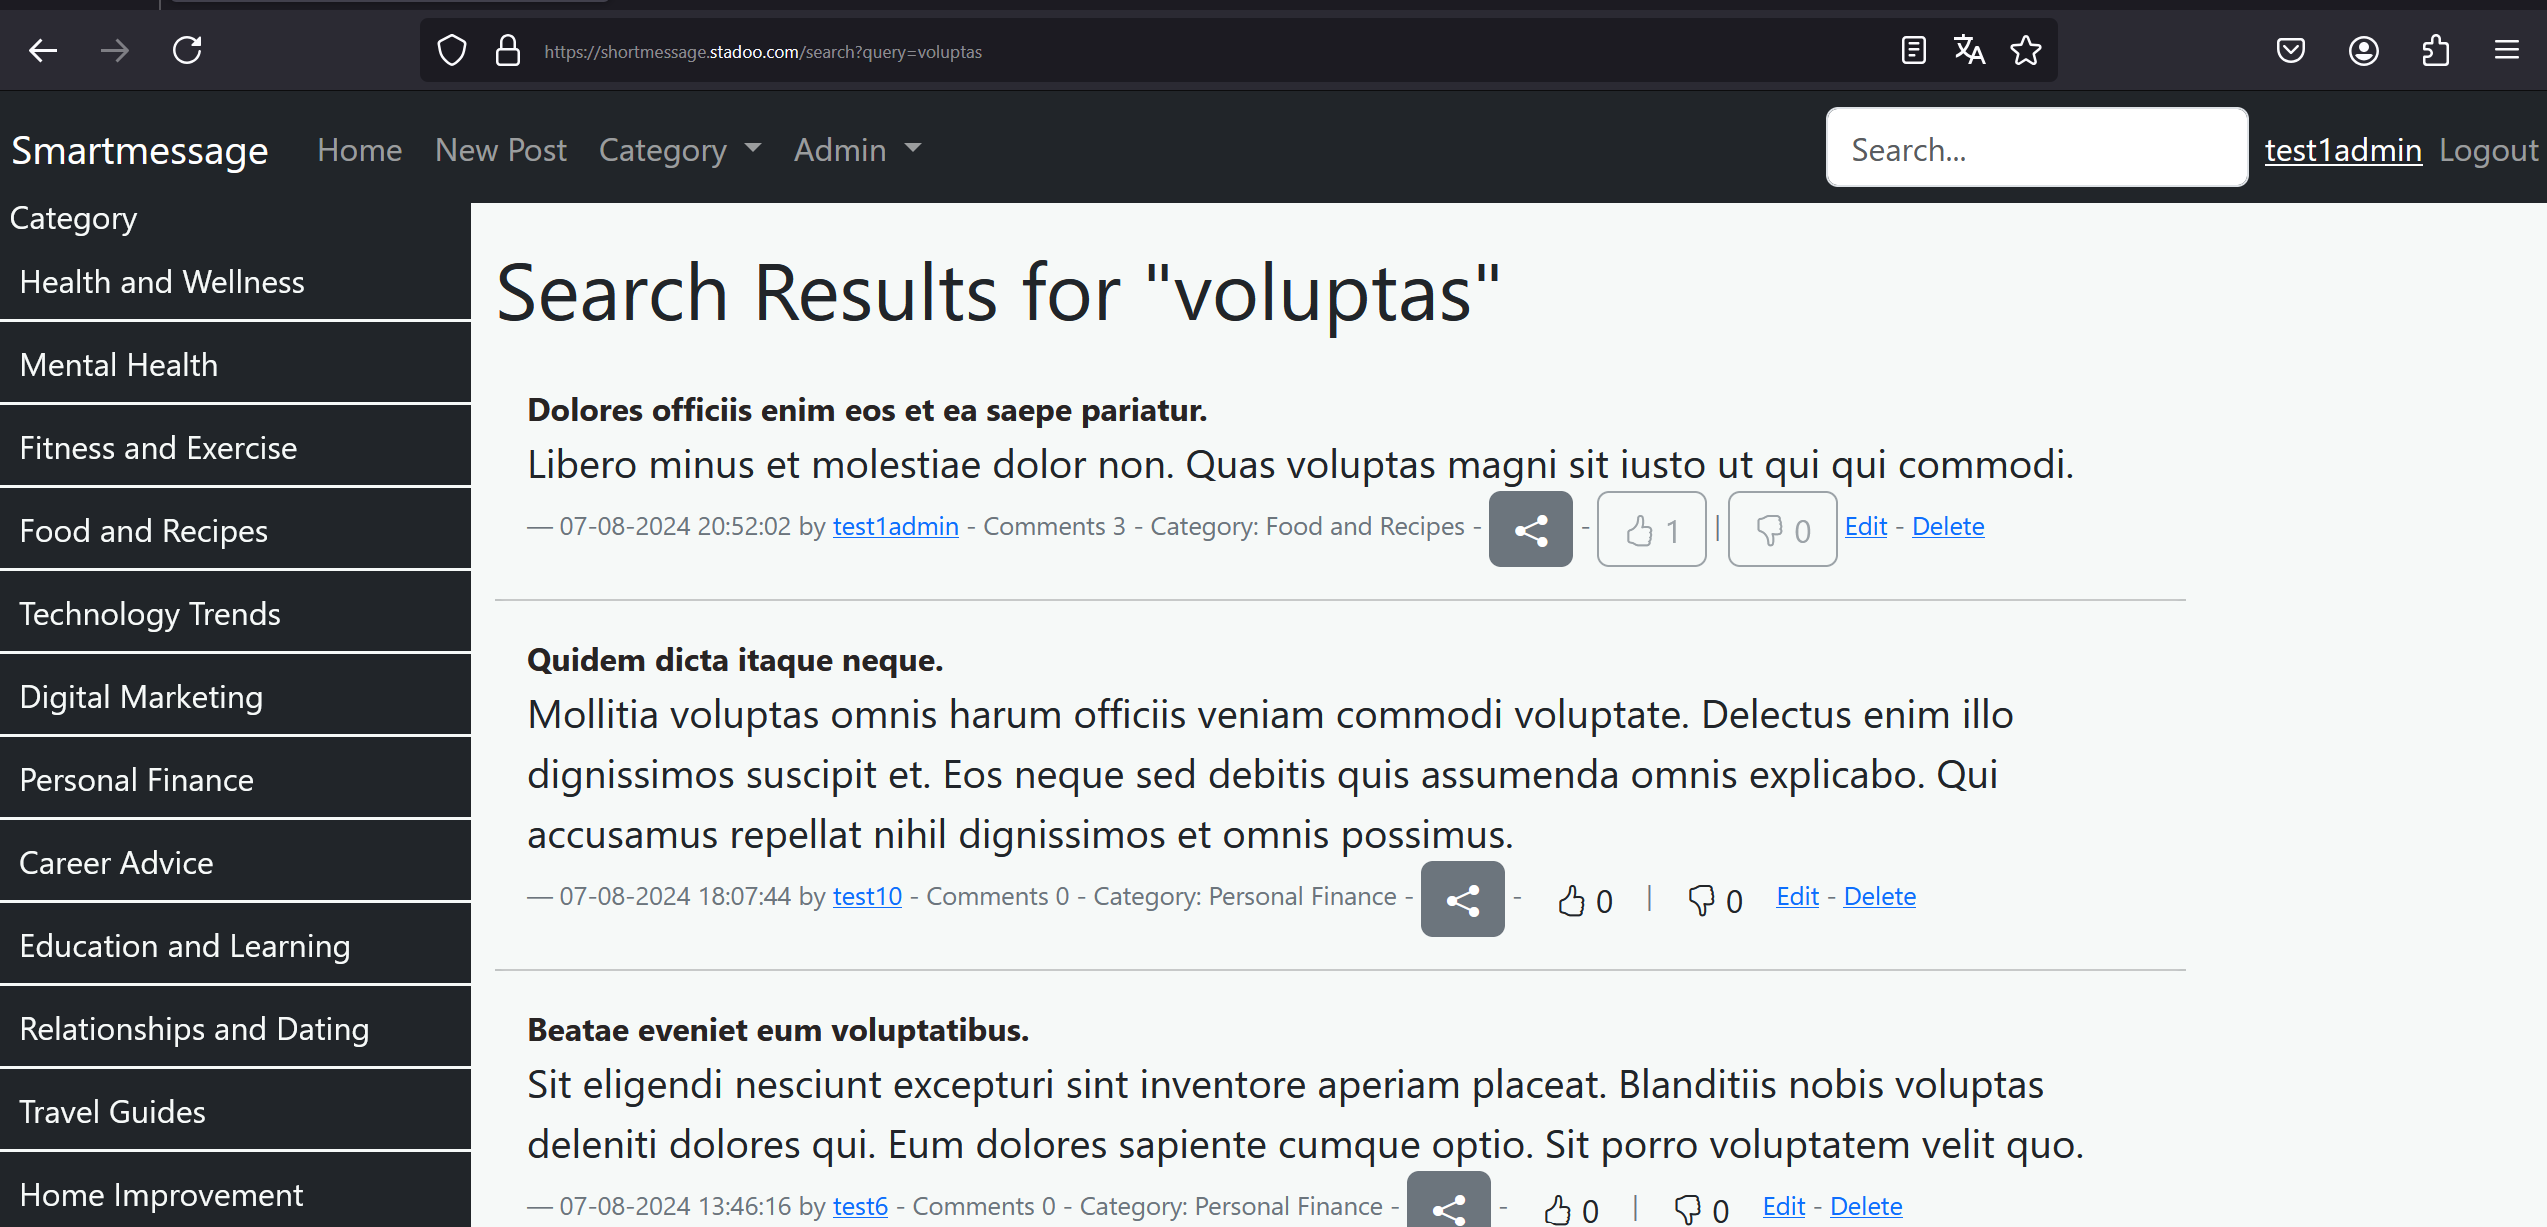 https://shortmessage.stadoo.com/search?query=voluptas
Smartmessage Home New Post Category Admin Search... test1admin Logout
Category
Health and Wellness
Mental Health
Fitness and Exercise
Food and Recipes
Technology Trends
Digital Marketing
Personal Finance
Career Advice
Education and Learning
Relationships and Dating
Travel Guides
Home Improvement
Search Results for "voluptas"
Dolores officiis enim eos et ea saepe pariatur.
Libero minus et molestiae dolor non. Quas voluptas magni sit iusto ut qui qui commodi.
— 07-08-2024 20:52:02 by test1admin - Comments 3 - Category: Food and Recipes - - 1 | 0 Edit - Delete
Quidem dicta itaque neque.
Mollitia voluptas omnis harum officiis veniam commodi voluptate. Delectus enim illo
dignissimos suscipit et. Eos neque sed debitis quis assumenda omnis explicabo. Qui
accusamus repellat nihil dignissimos et omnis possimus.
— 07-08-2024 18:07:44 by test10 - Comments 0 - Category: Personal Finance - - 0 | 0 Edit - Delete
Beatae eveniet eum voluptatibus.
Sit eligendi nesciunt excepturi sint inventore aperiam placeat. Blanditiis nobis voluptas
deleniti dolores qui. Eum dolores sapiente cumque optio. Sit porro voluptatem velit quo.
— 07-08-2024 13:46:16 by test6 - Comments 0 - Category: Personal Finance - - 0 | 0 Edit - Delete